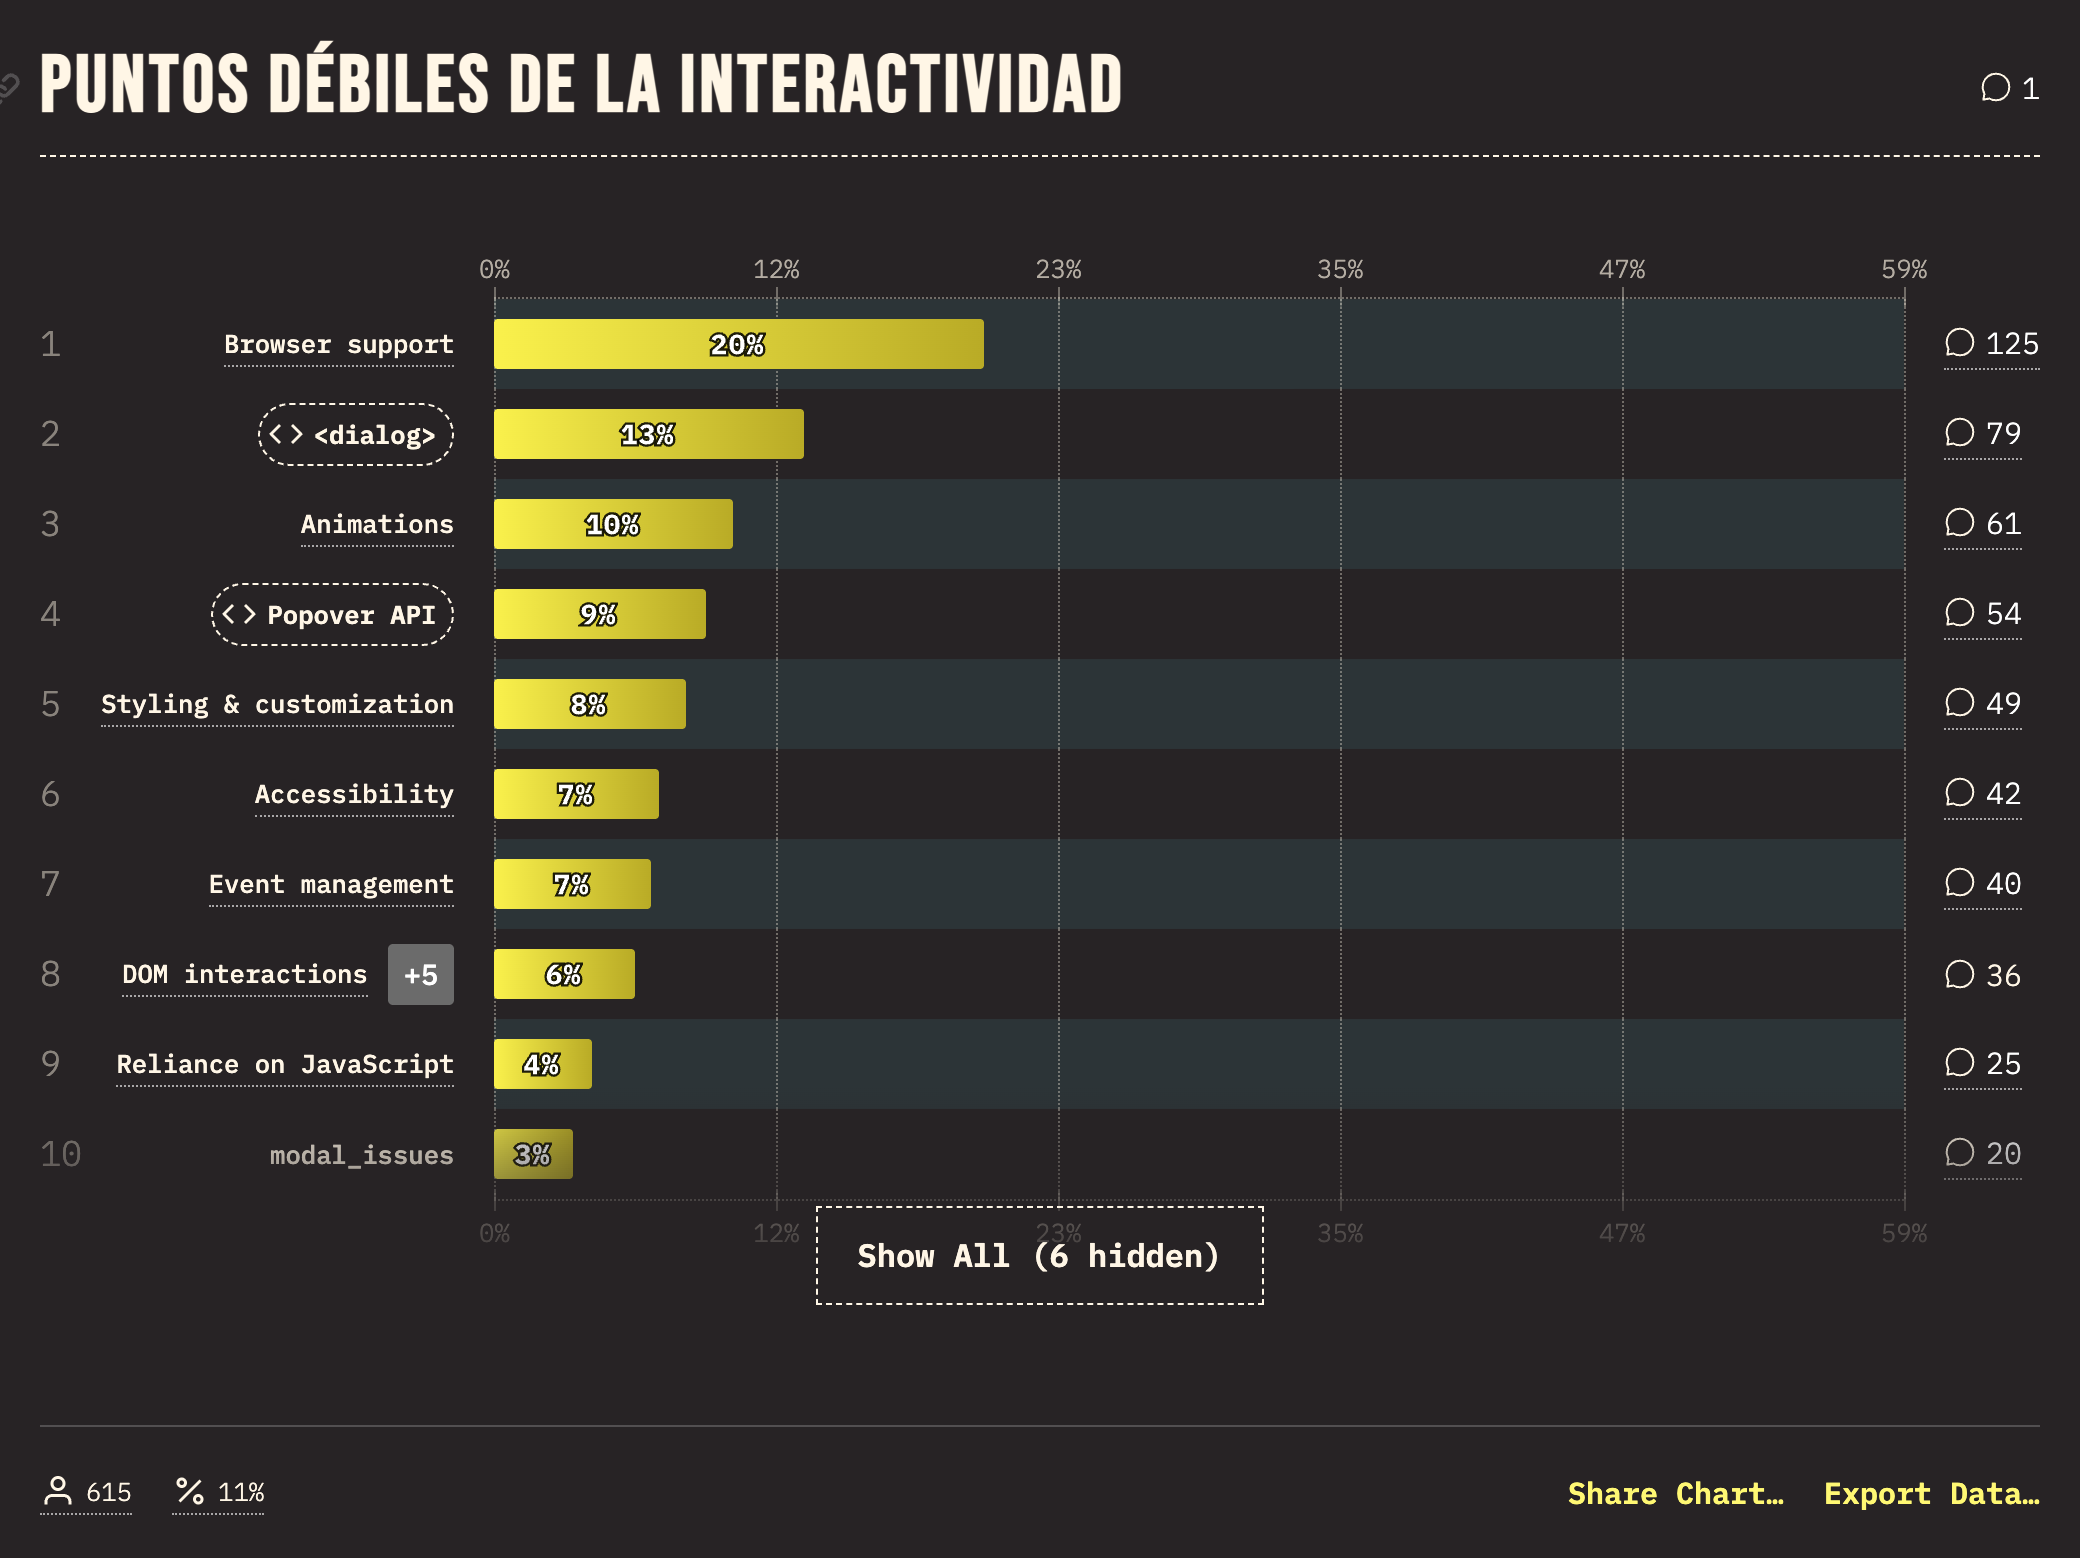 PUNTOS DÉBILES DE LA INTERACTIVIDAD
1
0% 12% 23% 35% 47% 59%
1 Browser support 20% 125
2 <dialog> 13% 79
3 Animations 10% 61
4 Popover API 9% 54
5 Styling & customization 8% 49
6 Accessibility 7% 42
7 Event management 7% 40
8 DOM interactions +5 6% 36
9 Reliance on JavaScript 4% 25
10 modal_issues 3% 20
0% 12% 23% 35% 47% 59%
Show All (6 hidden)
615 11% Share Chart… Export Data…